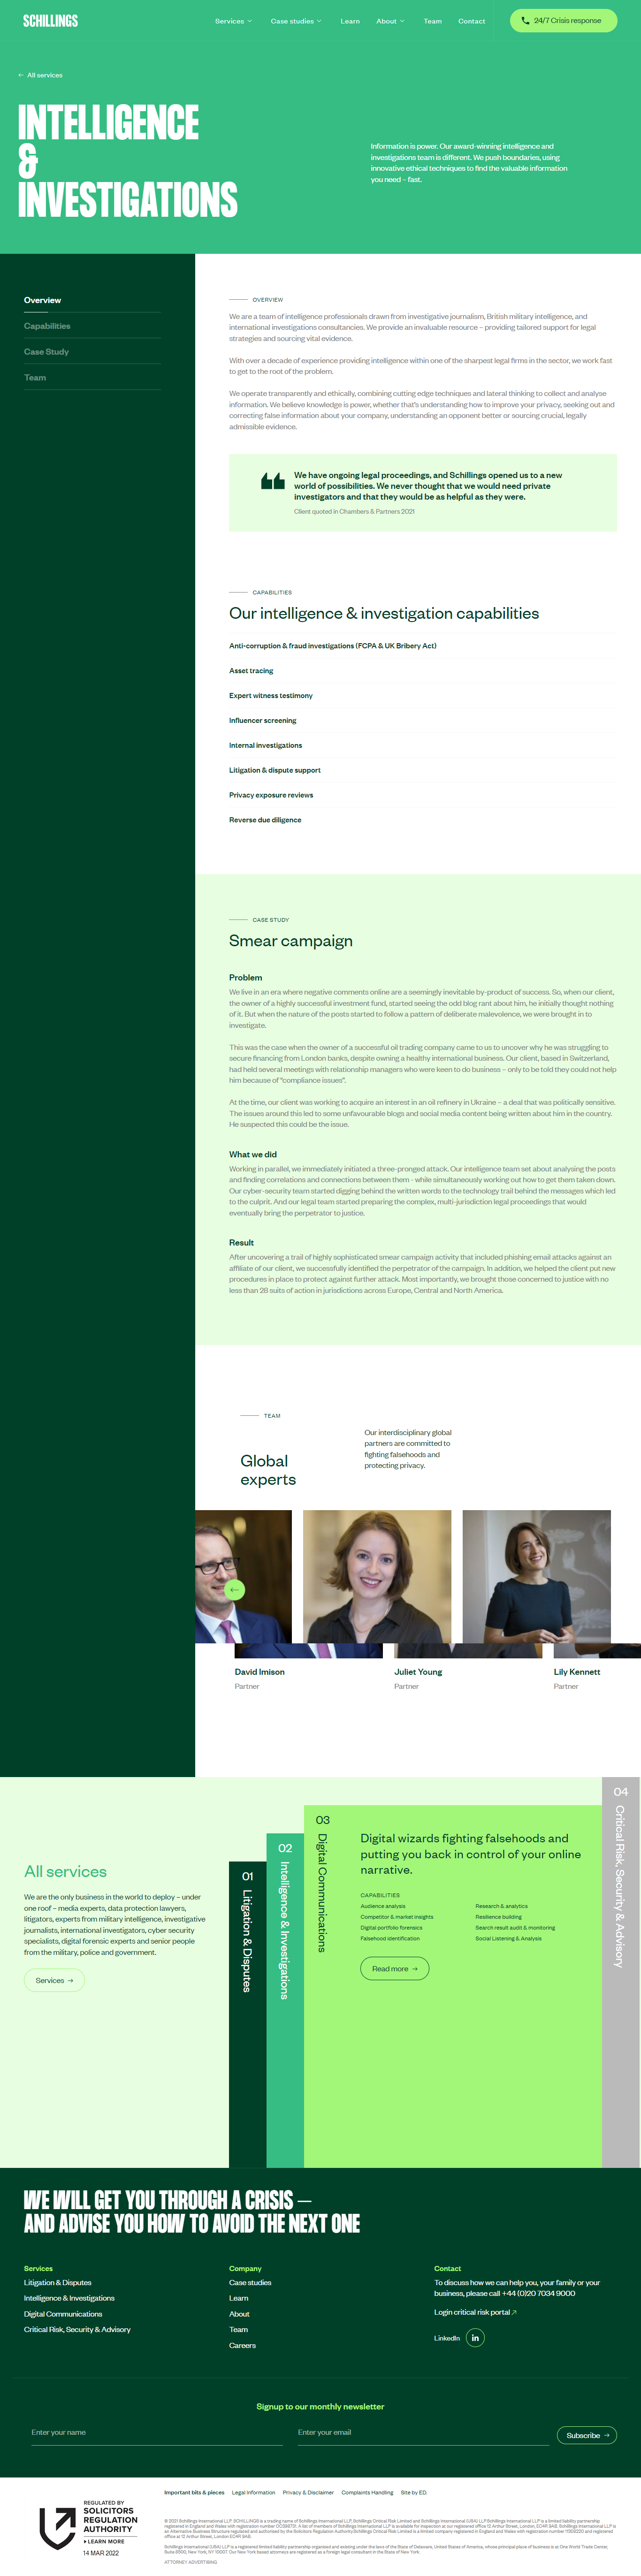 SCHILLINGS
Services
Case studies
Learn
About
Team
Contact
24/7 Crisis response
← All services
INTELLIGENCE
&
INVESTIGATIONS
Information is power. Our award-winning intelligence and
investigations team is different. We push boundaries, using
innovative ethical techniques to find the valuable information
you need – fast.
Overview
Capabilities
Case Study
Team
OVERVIEW
We are a team of intelligence professionals drawn from investigative journalism, British military intelligence, and
international investigations consultancies. We provide an invaluable resource – providing tailored support for legal
strategies and sourcing vital evidence.
With over a decade of experience providing intelligence within one of the sharpest legal firms in the sector, we work fast
to get to the root of the problem.
We operate transparently and ethically, combining cutting edge techniques and lateral thinking to collect and analyse
information. We believe knowledge is power, whether that's understanding how to improve your privacy, seeking out and
correcting false information about your company, understanding an opponent better or sourcing crucial, legally
admissible evidence.
We have ongoing legal proceedings, and Schillings opened us to a new
world of possibilities. We never thought that we would need private
investigators and that they would be as helpful as they were.
Client quoted in Chambers & Partners 2021
CAPABILITIES
Our intelligence & investigation capabilities
Anti-corruption & fraud investigations (FCPA & UK Bribery Act)
Asset tracing
Expert witness testimony
Influencer screening
Internal investigations
Litigation & dispute support
Privacy exposure reviews
Reverse due diligence
CASE STUDY
Smear campaign
Problem
We live in an era where negative comments online are a seemingly inevitable by-product of success. So, when our client,
the owner of a highly successful investment fund, started seeing the odd blog rant about him, he initially thought nothing
of it. But when the nature of the posts started to follow a pattern of defamatory malevolence, we were brought in to
investigate.
This was the case when the owner of a successful oil trading company came to us to uncover why he was struggling to
secure financing from London banks, despite owning a healthy international business. Our client, based in Switzerland,
had held several meetings with relationship managers who were keen to do business – only to be told they could not help
him because of "compliance issues".
At the time, our client was working to acquire an interest in an oil refinery in Ukraine – a deal that was politically sensitive.
The issues around this led to some unfavourable blogs and social media content being written about him in the country.
He suspected this could be the issue.
What we did
Working in parallel, we immediately initiated a three-pronged attack. Our intelligence team set about analysing the posts
and finding correlations and connections between them - while simultaneously working out how to get them taken down.
Our cyber-security team started digging behind the written words to the technology trail behind the messages which led
to the culprit. And our legal team started preparing the complex, multi-jurisdiction legal proceedings that would
eventually bring the perpetrator to justice.
Result
After uncovering a trail of highly sophisticated smear campaign activity that included phishing email attacks against an
affiliate of our client, we successfully identified the perpetrator of the campaign. In addition, we helped the client put new
procedures in place to protect against further attack. Most importantly, we brought those concerned to justice with no
less than 28 suits of action in jurisdictions across Europe, Central and North America.
TEAM
Global
experts
Our interdisciplinary global
partners are committed to
fighting falsehoods and
protecting privacy.
David Imison
Partner
Juliet Young
Partner
Lily Kennett
Partner
All services
We are the only business in the world to deploy – under
one roof – media experts, data protection lawyers,
litigators, experts from military intelligence, investigative
journalists, intelligence figures, cyber security
specialists, digital forensic experts and senior people
from the military, police and government.
Services →
01 Litigation & Disputes
02 Intelligence & Investigations
03 Digital Communications
Digital wizards fighting falsehoods and
putting you back in control of your online
narrative.
CAPABILITIES
Audience analysis
Competitor & market insights
Digital portfolio forensics
Falsehood identification
Research & analytics
Resilience building
Search result audit & monitoring
Social Listening & Analysis
Read more →
04 Critical Risk, Security & Advisory
WE WILL GET YOU THROUGH A CRISIS —
AND ADVISE YOU HOW TO AVOID THE NEXT ONE
Services
Litigation & Disputes
Intelligence & Investigations
Digital Communications
Critical Risk, Security & Advisory
Company
Case studies
Learn
About
Team
Careers
Contact
To discuss how we can help you, your family or your
business, please call +44 (0)20 7034 9000
Login critical risk portal ↗
LinkedIn in
Signup to our monthly newsletter
Enter your name
Enter your email
Subscribe →
REGULATED BY
SOLICITORS
REGULATION
AUTHORITY
LEARN MORE
14 MAR 2022
Important bits & pieces
Legal Information
Privacy & Disclaimer
Complaints Handling
Site by ED.
ATTORNEY ADVERTISING